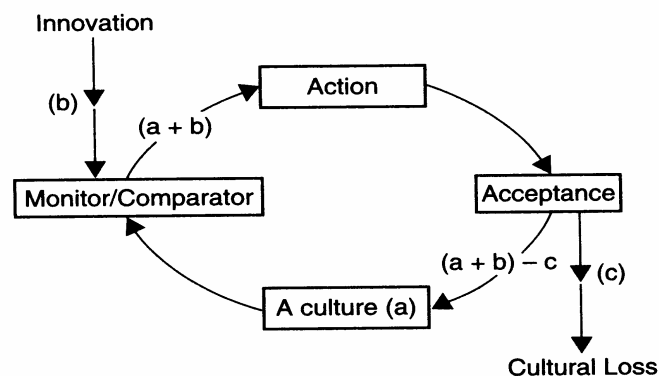 Innovation
(b)
(a + b)
Action
Monitor/Comparator
Acceptance
(a + b) – c
(c)
A culture (a)
Cultural Loss